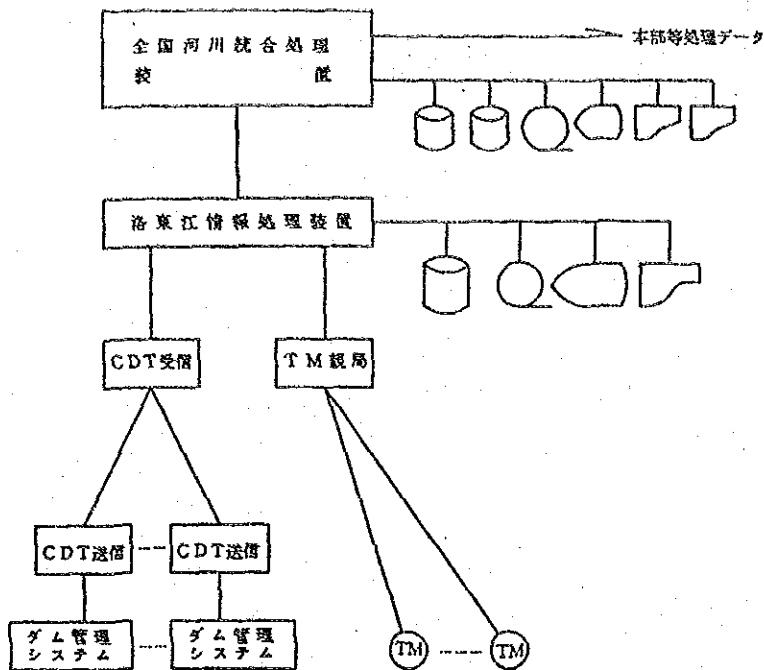 全国河川統合処理
装置
本部等処理データ
洛東江情報処理装置
CDT受信
TM親局
CDT送信
CDT送信
ダム管理
システム
ダム管理
システム
TM
TM